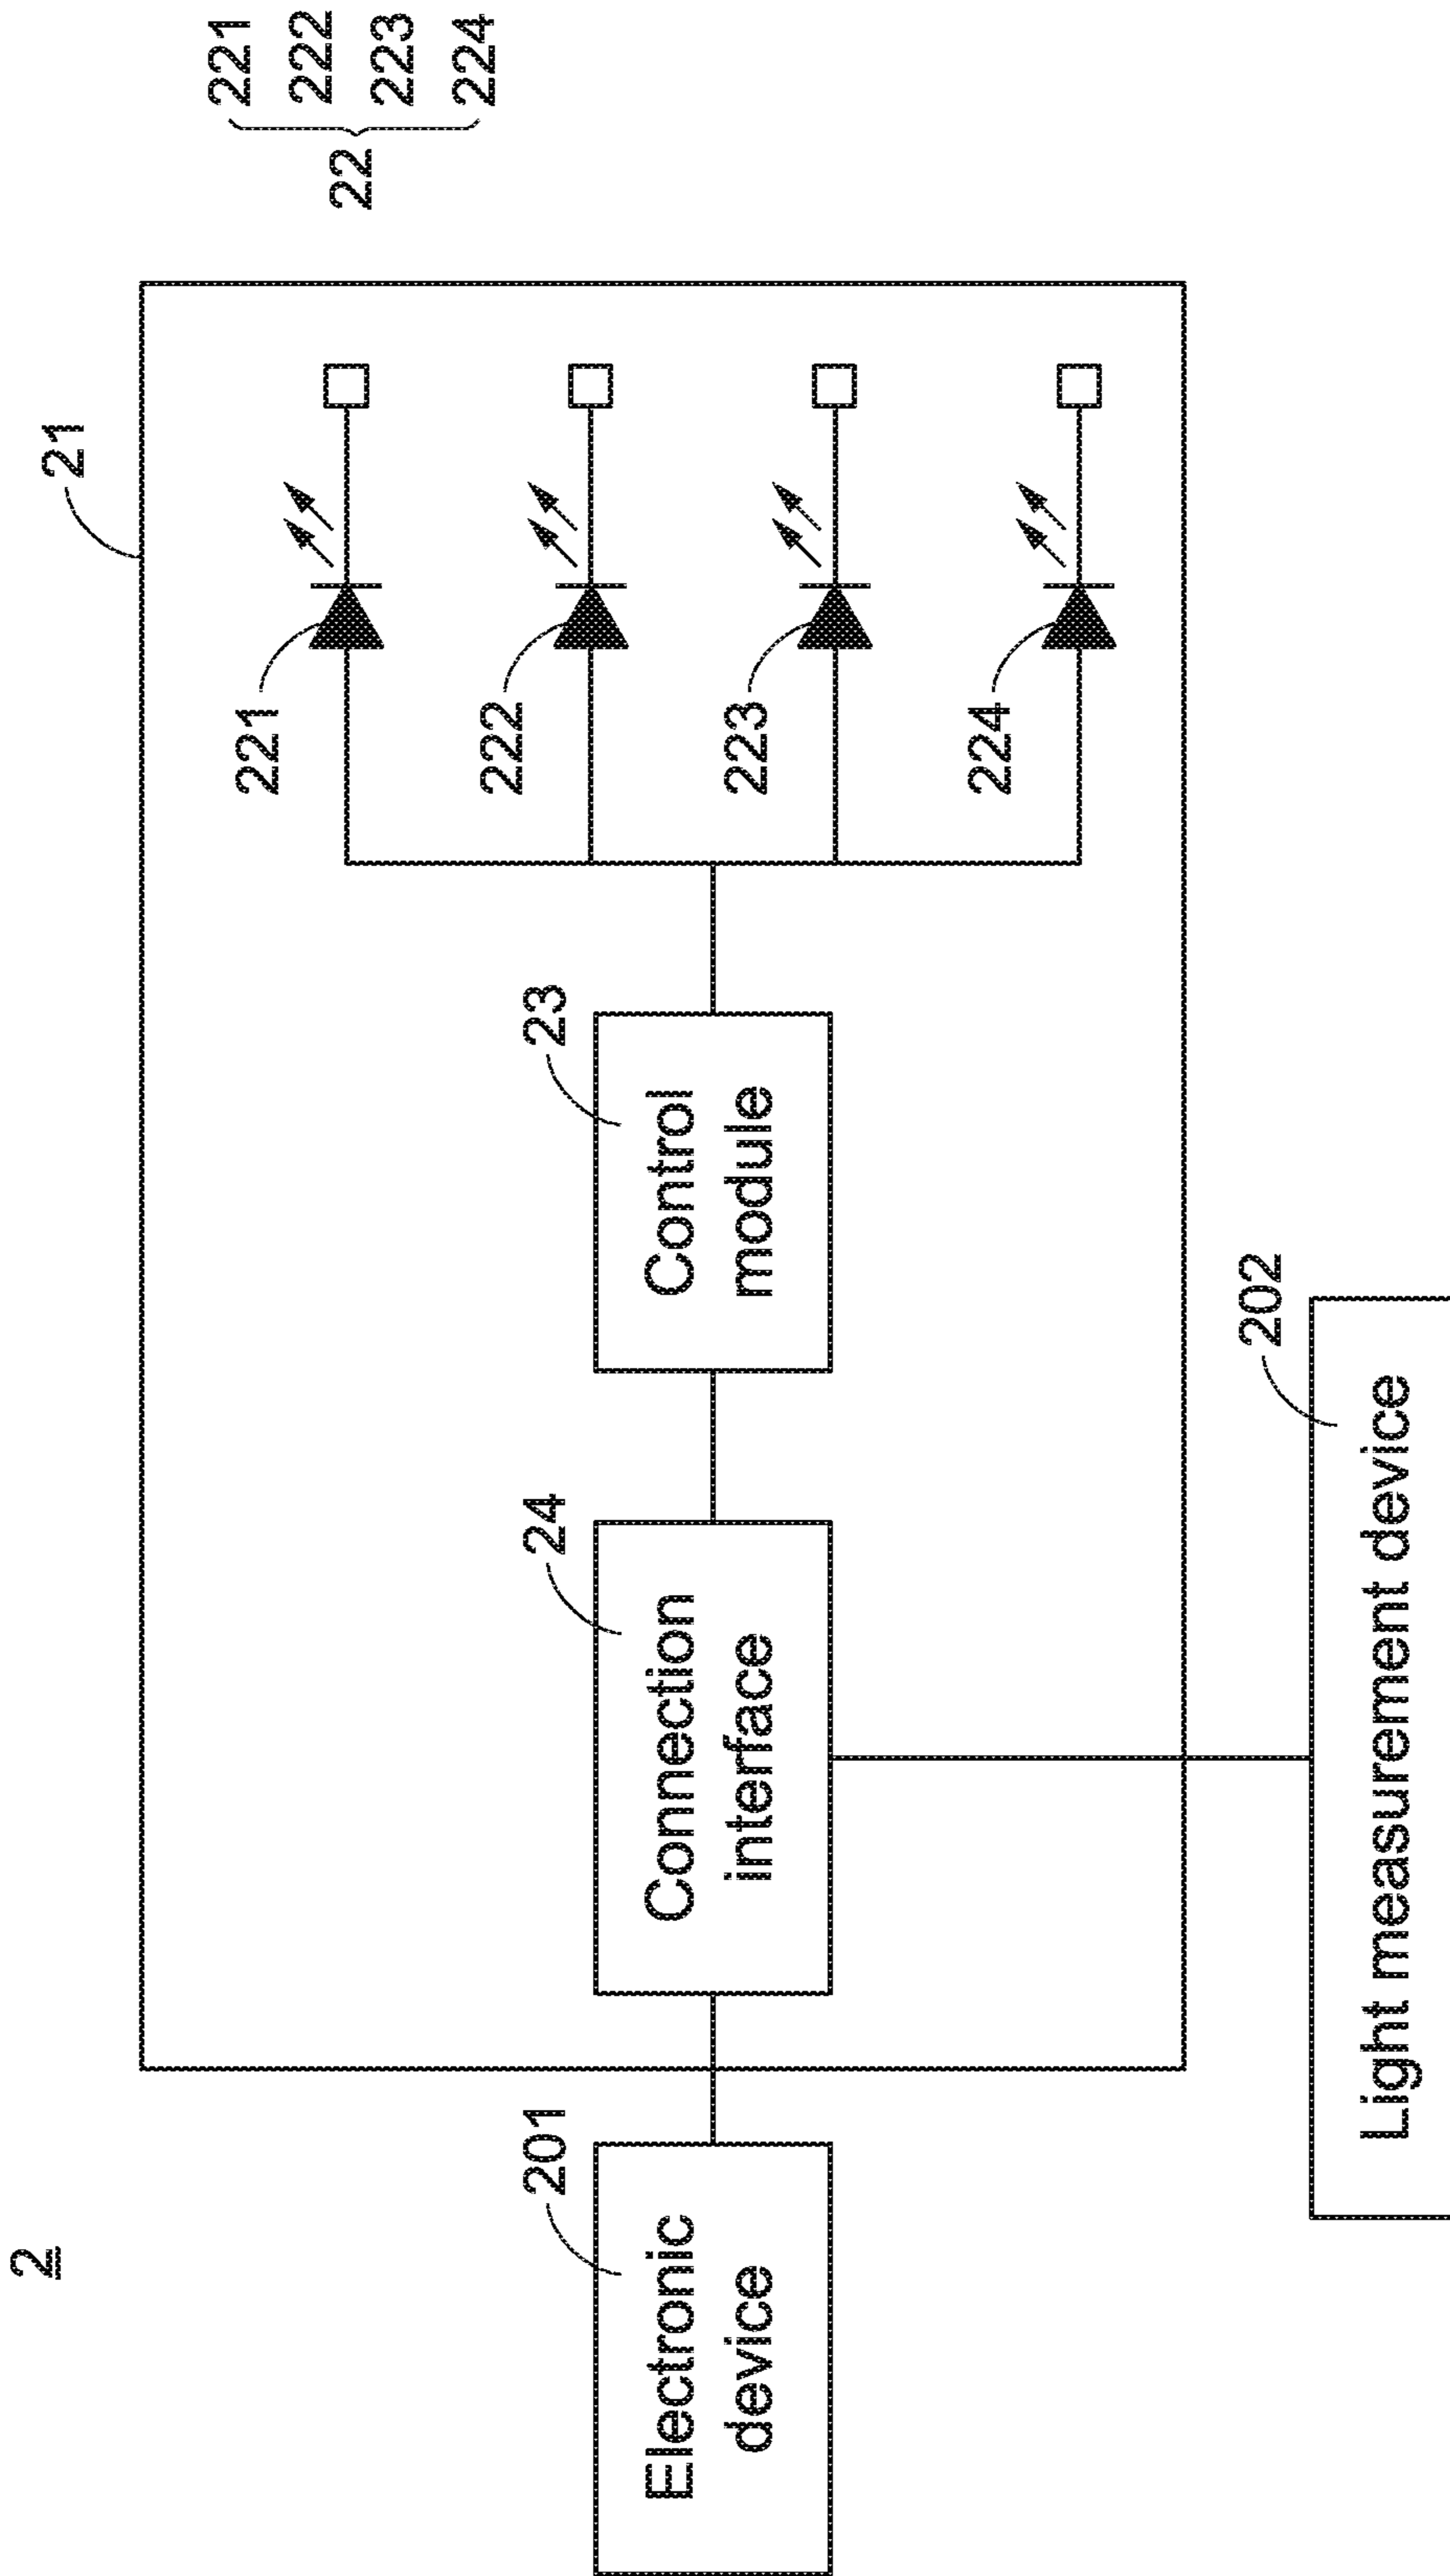 2
21
221
222
223
224
22
221
222
223
224
201
Electronic
device
24
Connection
interface
23
Control
module
202
Light measurement device